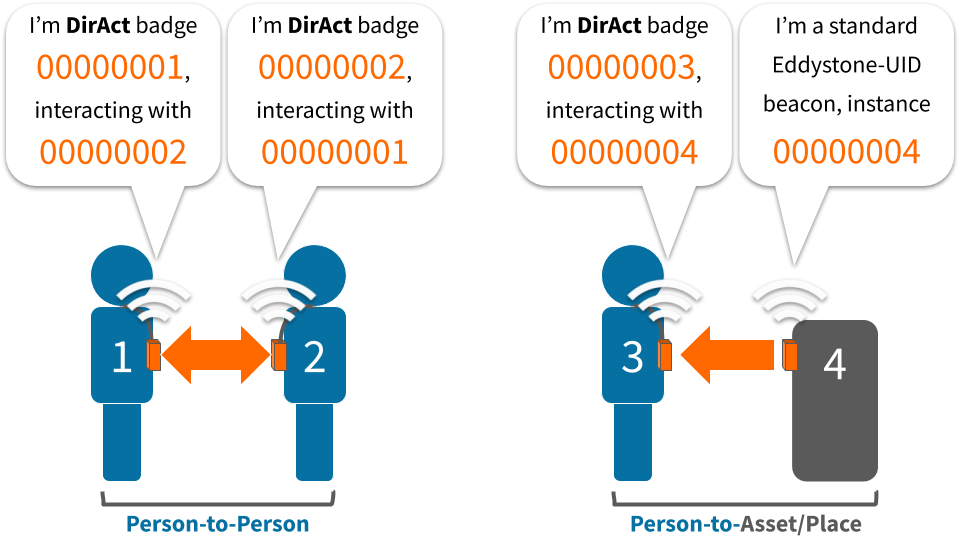 I'm DirAct badge
00000001,
interacting with
00000002
I'm DirAct badge
00000002,
interacting with
00000001
I'm DirAct badge
00000003,
interacting with
00000004
I'm a standard
Eddystone-UID
beacon, instance
00000004
1
2
3
4
Person-to-Person
Person-to-Asset/Place